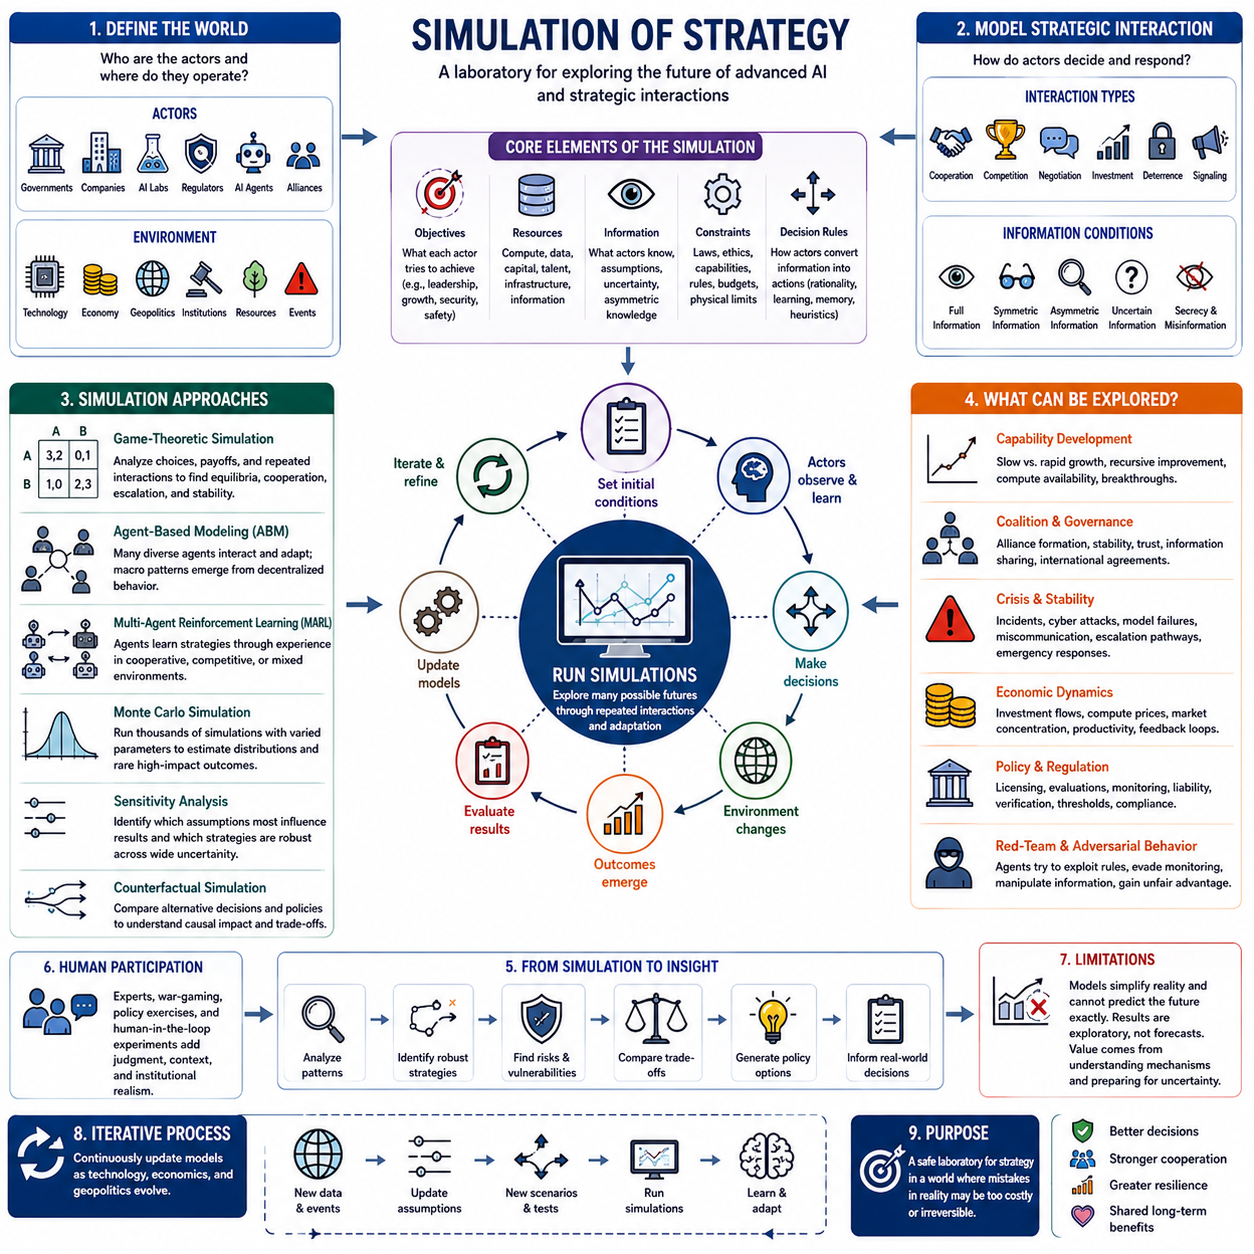 SIMULATION OF STRATEGY
A laboratory for exploring the future of advanced AI
and strategic interactions
1. DEFINE THE WORLD
Who are the actors and
where do they operate?
ACTORS
Governments
Companies
AI Labs
Regulators
AI Agents
Alliances
ENVIRONMENT
Technology
Economy
Geopolitics
Institutions
Resources
Events
CORE ELEMENTS OF THE SIMULATION
Objectives
What each actor
tries to achieve
(e.g., leadership,
growth, security,
safety)
Resources
Compute, data,
capital, talent,
infrastructure,
information
Information
What actors know,
assumptions,
uncertainty,
asymmetric
knowledge
Constraints
Laws, ethics,
capabilities,
rules, budgets,
physical limits
Decision Rules
How actors convert
information into
actions (rationality,
learning, memory,
heuristics)
2. MODEL STRATEGIC INTERACTION
How do actors decide and respond?
INTERACTION TYPES
Cooperation
Competition
Negotiation
Investment
Deterrence
Signaling
INFORMATION CONDITIONS
Full
Information
Symmetric
Information
Asymmetric
Information
?
Uncertain
Information
Secrecy &
Misinformation
3. SIMULATION APPROACHES
A B
A 3,2 0,1
B 1,0 2,3
Game-Theoretic Simulation
Analyze choices, payoffs, and repeated
interactions to find equilibria, cooperation,
escalation, and stability.
Agent-Based Modeling (ABM)
Many diverse agents interact and adapt;
macro patterns emerge from decentralized
behavior.
Multi-Agent Reinforcement Learning (MARL)
Agents learn strategies through experience
in cooperative, competitive, or mixed
environments.
Monte Carlo Simulation
Run thousands of simulations with varied
parameters to estimate distributions and
rare high-impact outcomes.
Sensitivity Analysis
Identify which assumptions most influence
results and which strategies are robust
across wide uncertainity.
Counterfactual Simulation
Compare alternative decisions and policies
to understand causal impact and trade-offs.
Set initial
conditions
Actors
observe &
learn
Make
decisions
Environment
changes
Outcomes
emerge
Evaluate
results
Update
models
Iterate &
refine
RUN SIMULATIONS
Explore many possible futures
through repeated interactions
and adaptation
4. WHAT CAN BE EXPLORED?
Capability Development
Slow vs. rapid growth, recursive improvement,
compute availability, breakthroughs.
Coalition & Governance
Alliance formation, stability, trust, information
sharing, international agreements.
Crisis & Stability
Incidents, cyber attacks, model failures,
miscommunication, escalation pathways,
emergency responses.
Economic Dynamics
Investment flows, compute prices, market
concentration, productivity, feedback loops.
Policy & Regulation
Licensing, evaluations, monitoring, liability,
verification, thresholds, compliance.
Red-Team & Adversarial Behavior
Agents try to exploit rules, evade monitoring,
manipulate information, gain unfair advantage.
6. HUMAN PARTICIPATION
Experts, war-gaming,
policy exercises, and
human-in-the-loop
experiments add
judgment, context,
and institutional
realism.
5. FROM SIMULATION TO INSIGHT
Analyze
patterns
Identify robust
strategies
Find risks &
vulnerabilities
Compare trade-
offs
Generate policy
options
Inform real-world
decisions
7. LIMITATIONS
Models simplify reality and
cannot predict the future
exactly. Results are
exploratory, not forecasts.
Value comes from
understanding mechanisms
and preparing for uncertainty.
8. ITERATIVE PROCESS
Continuously update models
as technology, economics, and
geopolitics evolve.
New data
& events
Update
assumptions
New scenarios
& tests
Run
simulations
Learn &
adapt
9. PURPOSE
A safe laboratory for strategy
in a world where mistakes
in reality may be too costly
or irreversible.
Better decisions
Stronger cooperation
Greater resilience
Shared long-term
benefits